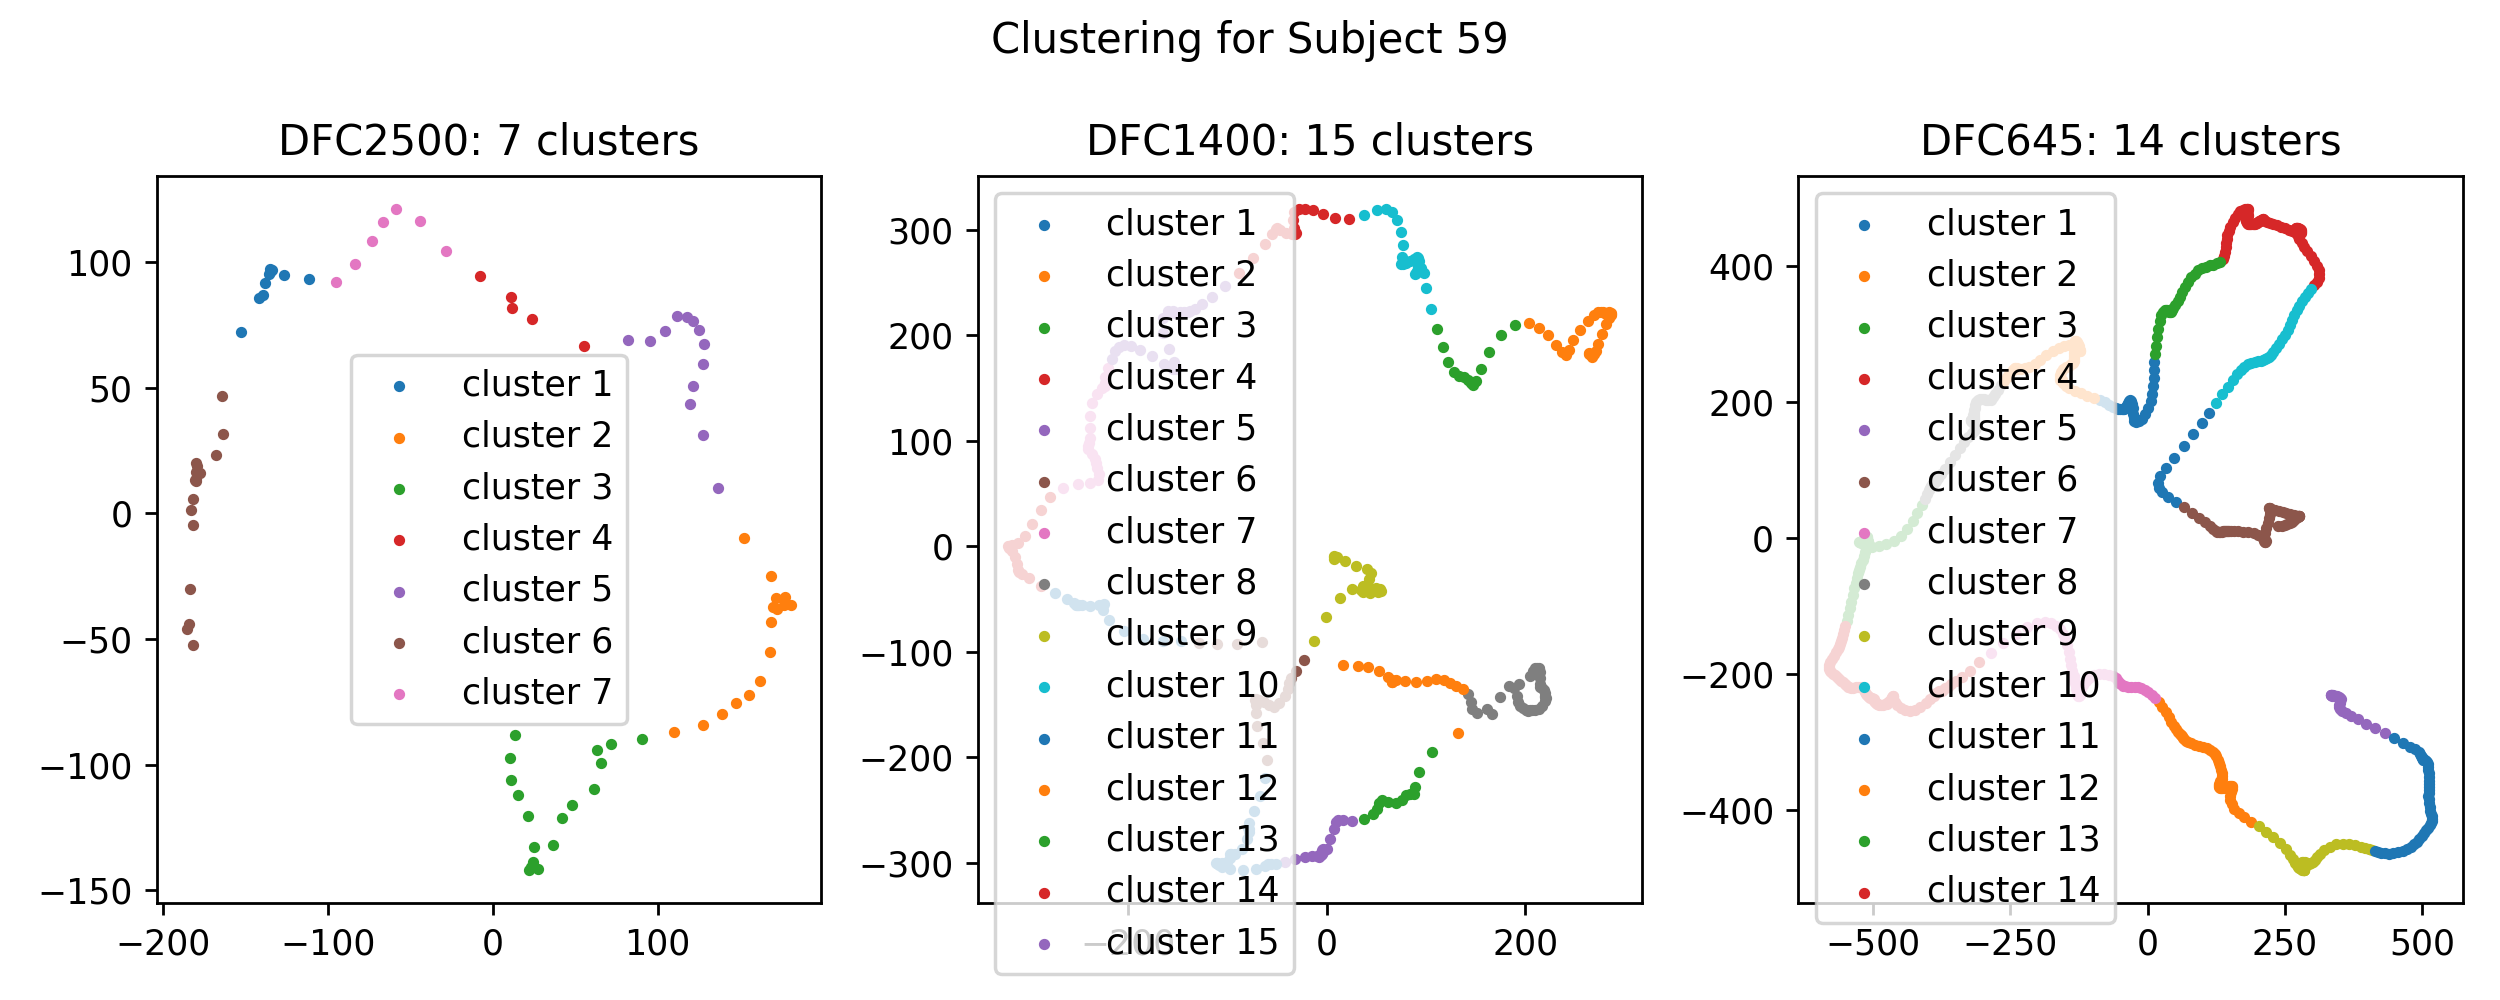 Clustering for Subject 59
DFC2500: 7 clusters
100
50
0
−50
−100
−150
−200
−100
0
100
cluster 1
cluster 2
cluster 3
cluster 4
cluster 5
cluster 6
cluster 7
DFC1400: 15 clusters
300
200
100
0
−100
−200
−300
−200
0
200
cluster 1
cluster 2
cluster 3
cluster 4
cluster 5
cluster 6
cluster 7
cluster 8
cluster 9
cluster 10
cluster 11
cluster 12
cluster 13
cluster 14
cluster 15
DFC645: 14 clusters
400
200
0
−200
−400
−500
−250
0
250
500
cluster 1
cluster 2
cluster 3
cluster 4
cluster 5
cluster 6
cluster 7
cluster 8
cluster 9
cluster 10
cluster 11
cluster 12
cluster 13
cluster 14